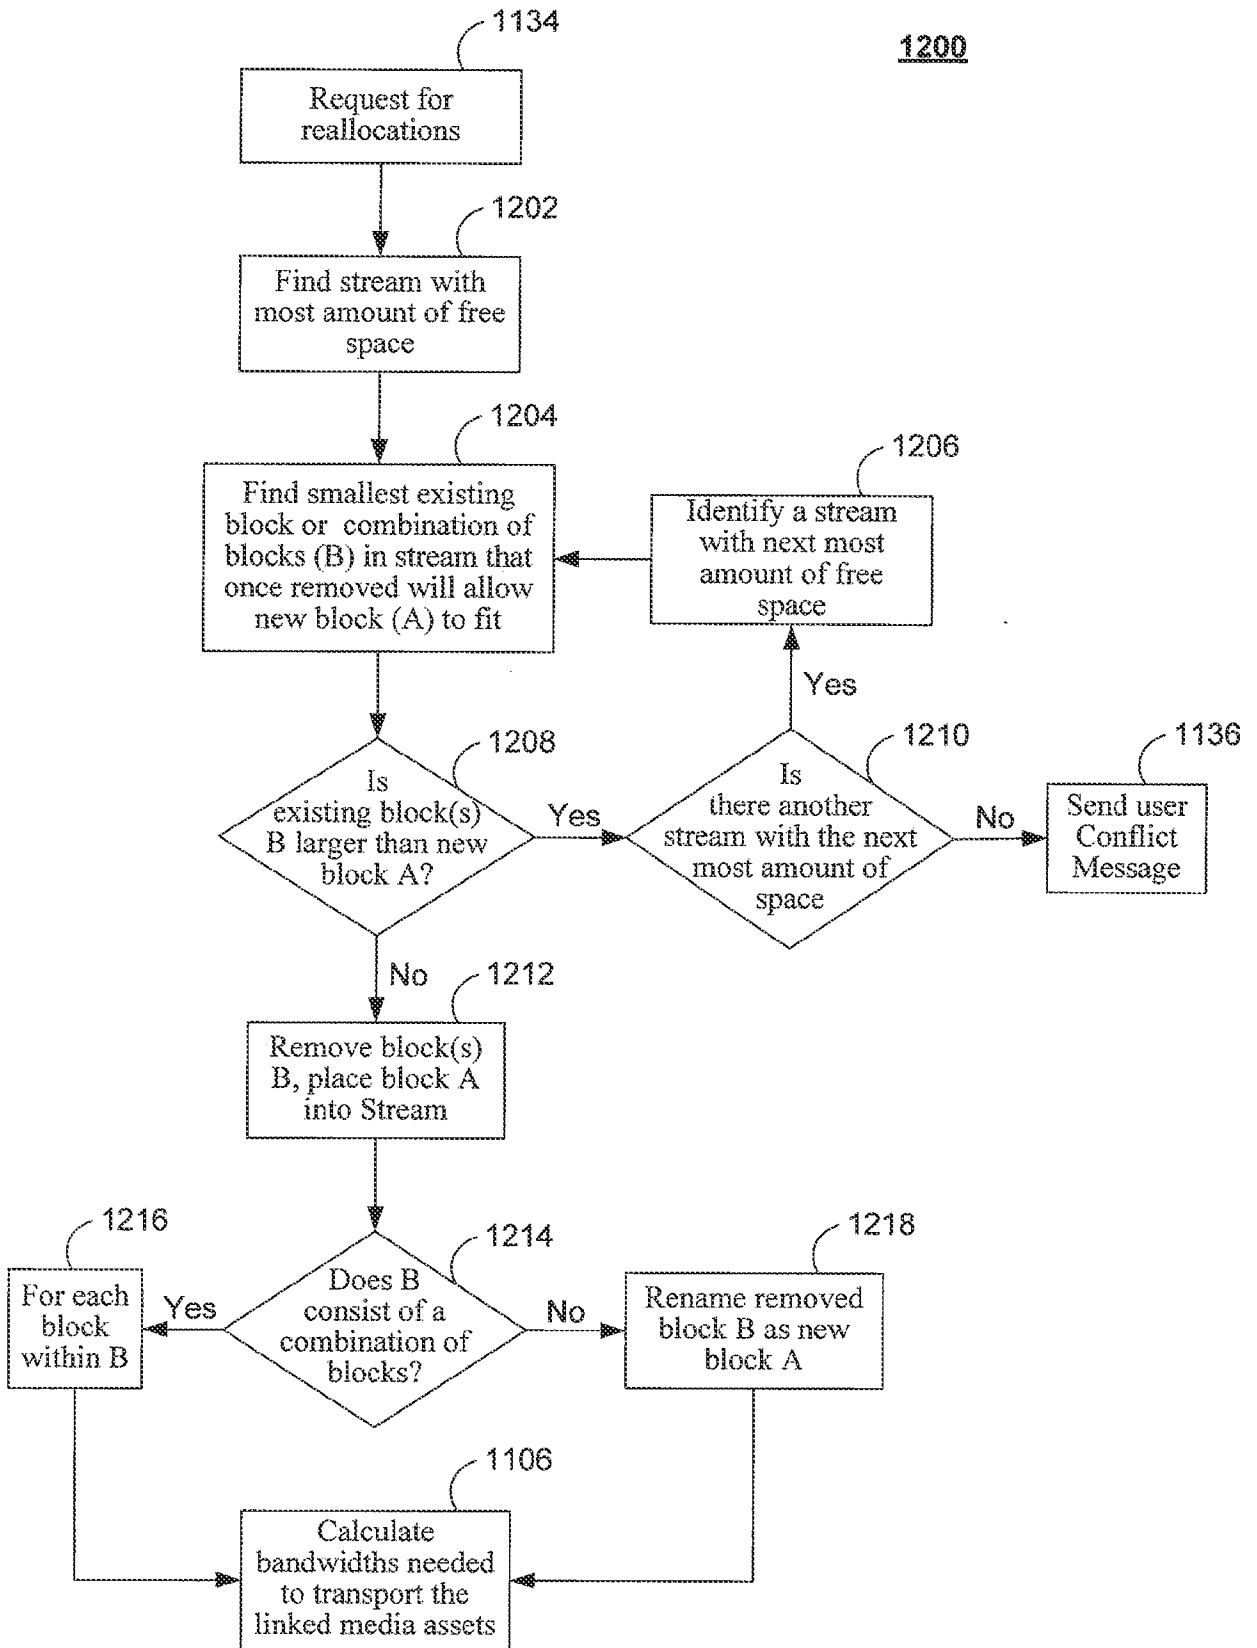 1134
1200
Request for
reallocations
1202
Find stream with
most amount of free
space
1204
Find smallest existing
block or combination of
blocks (B) in stream that
once removed will allow
new block (A) to fit
1206
Identify a stream
with next most
amount of free
space
Yes
1208
Is
existing block(s)
B larger than new
block A?
Yes
1210
Is
there another
stream with the next
most amount of
space
No
1136
Send user
Conflict
Message
No
1212
Remove block(s)
B, place block A
into Stream
1214
Does B
consist of a
combination of
blocks?
Yes
1216
For each
block
within B
No
1218
Rename removed
block B as new
block A
1106
Calculate
bandwidths needed
to transport the
linked media assets